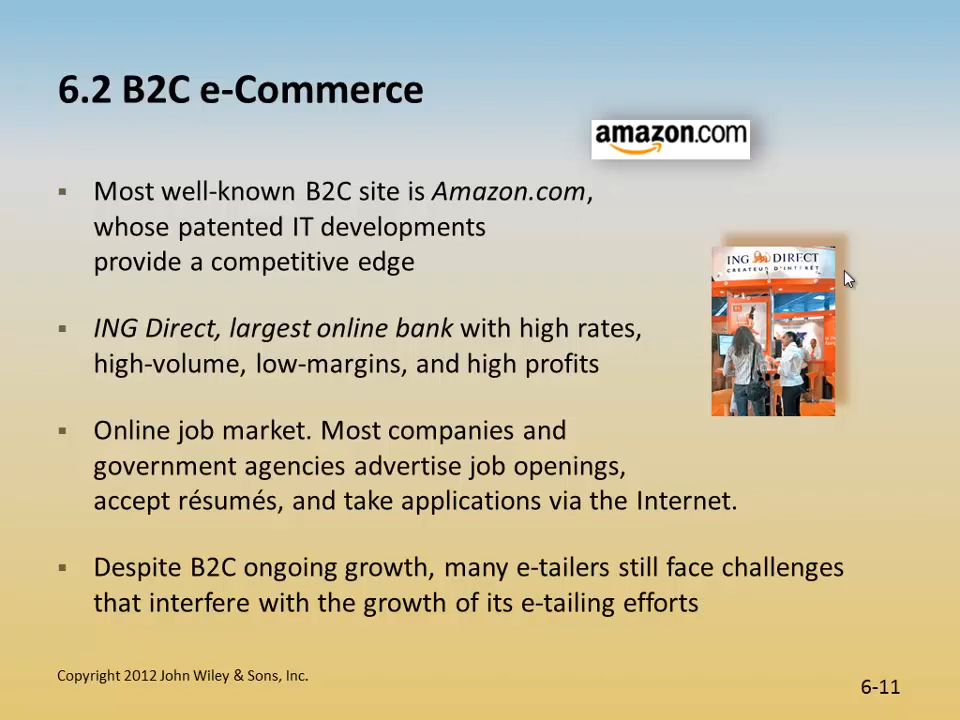 6.2 B2C e-Commerce
amazon.com
▪ Most well-known B2C site is Amazon.com,
whose patented IT developments
provide a competitive edge
ING DIRECT
CREATEUR D'INTERÊT
▪ ING Direct, largest online bank with high rates,
high-volume, low-margins, and high profits
▪ Online job market. Most companies and
government agencies advertise job openings,
accept résumés, and take applications via the Internet.
▪ Despite B2C ongoing growth, many e-tailers still face challenges
that interfere with the growth of its e-tailing efforts
Copyright 2012 John Wiley & Sons, Inc.
6-11